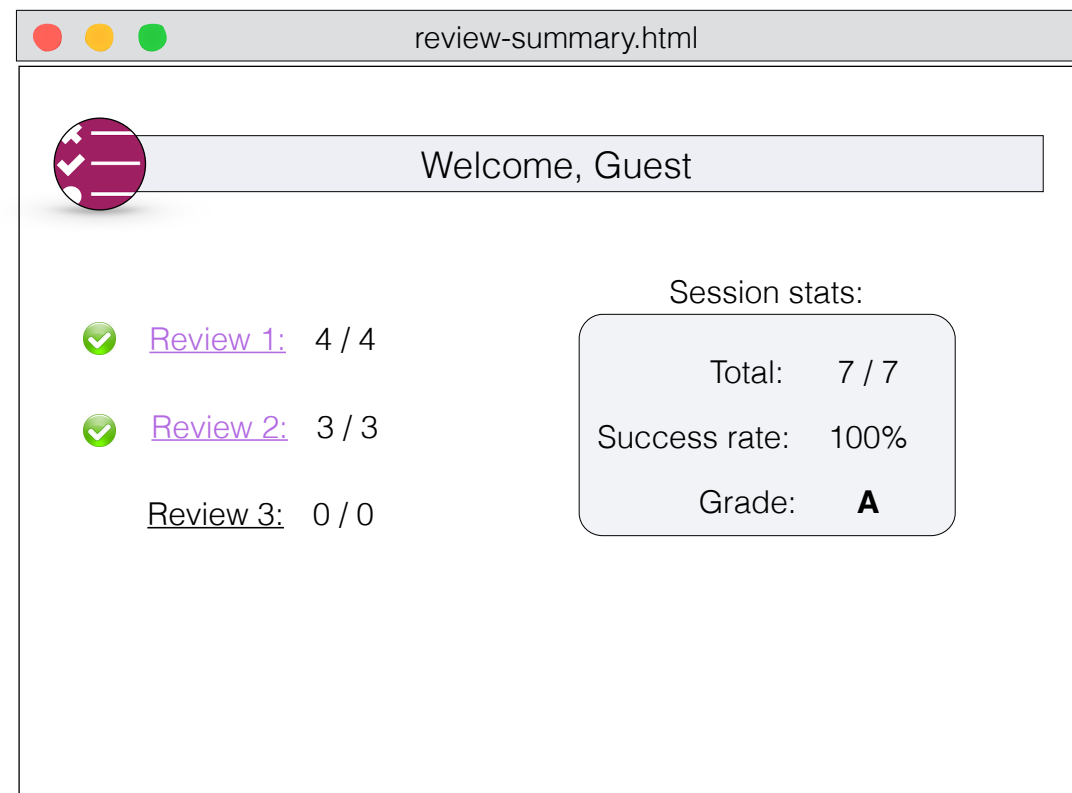 review-summary.html
Welcome, Guest
Review 1: 4 / 4
Review 2: 3 / 3
Review 3: 0 / 0
Session stats:
Total: 7 / 7
Success rate: 100%
Grade: A